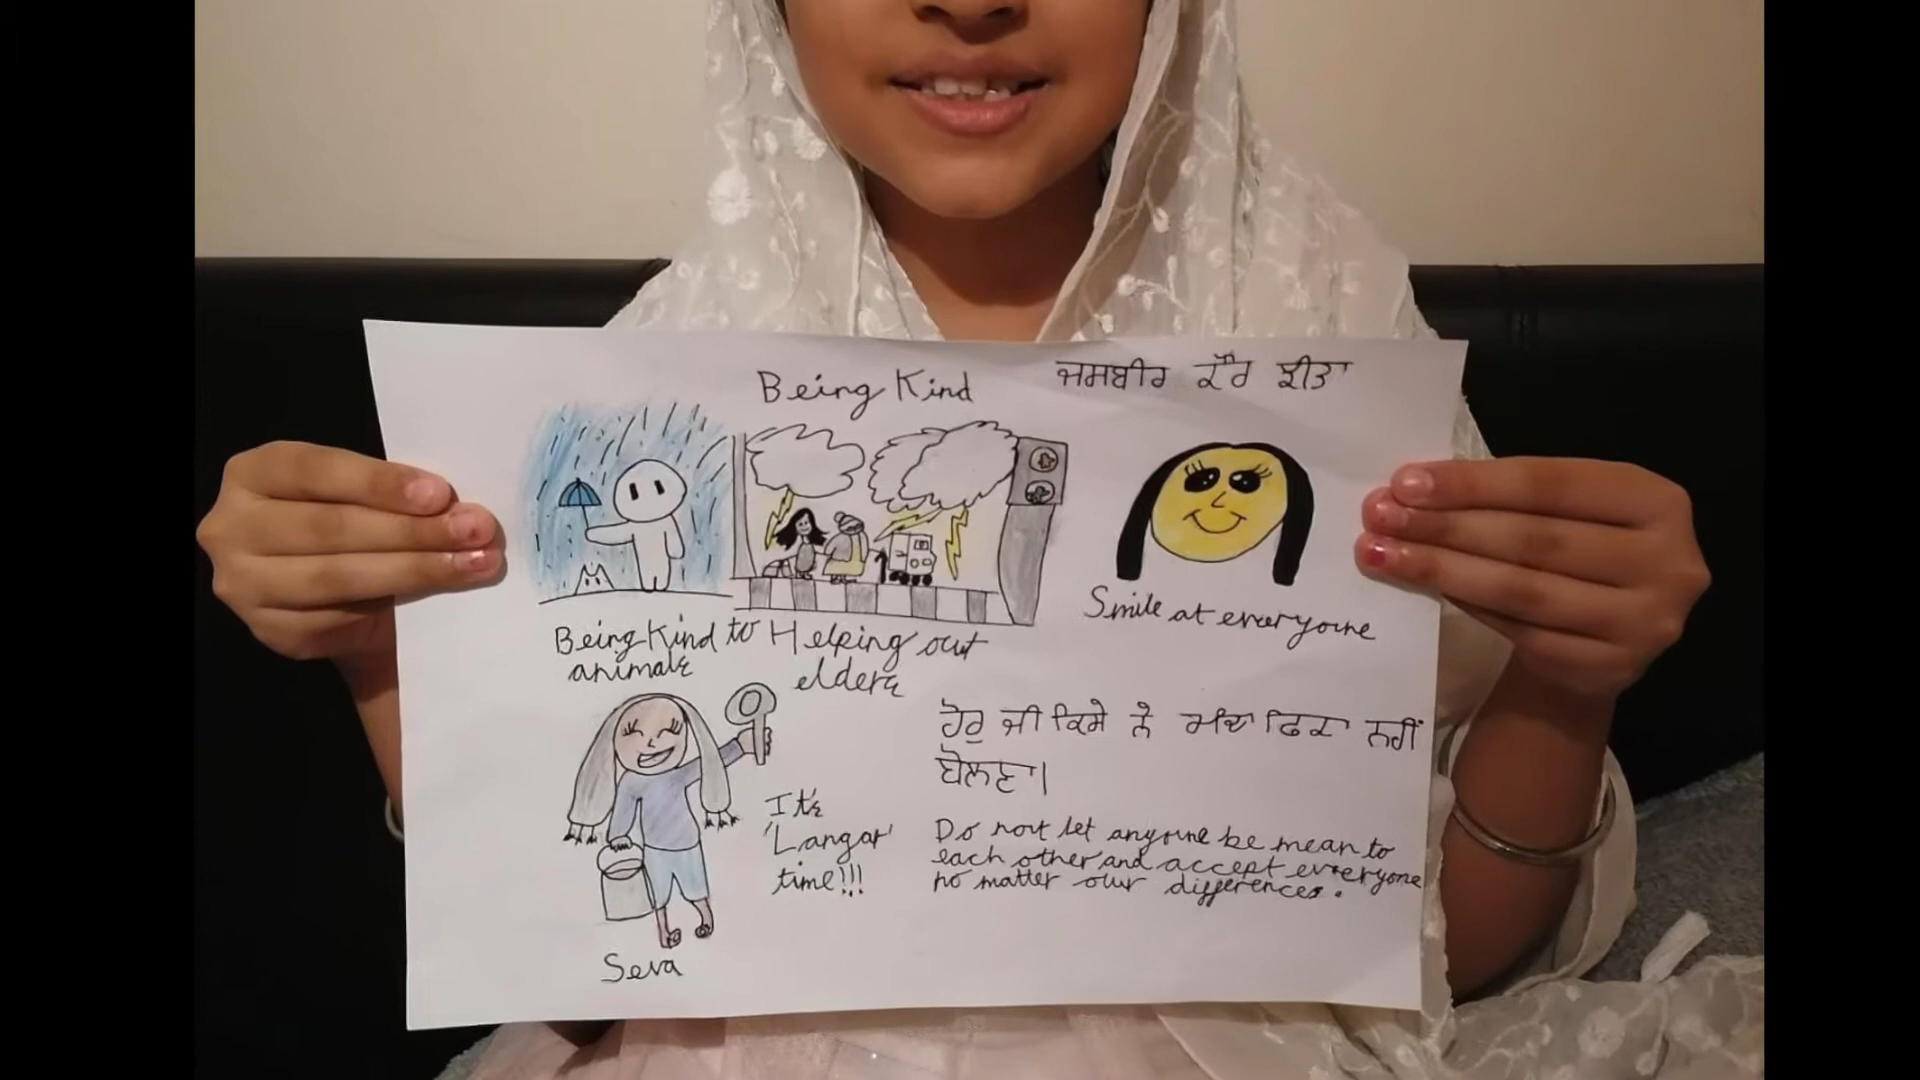 Being Kind
ਜਸਬੀਰ ਕੌਰ ਝੀਤਾ
Being Kind to
animals
Helping out
elders
Smile at everyone
It's
'Langar'
time!!!
Seva
ਹੋਰੁ ਜੀ ਕਿਸੇ ਨੇ ਮੰਦਾ ਫਿਕਾ ਨਹੀਂ
ਬੋਲਣਾ।
Do not let anyone be mean to
each other and accept everyone
no matter our differences.